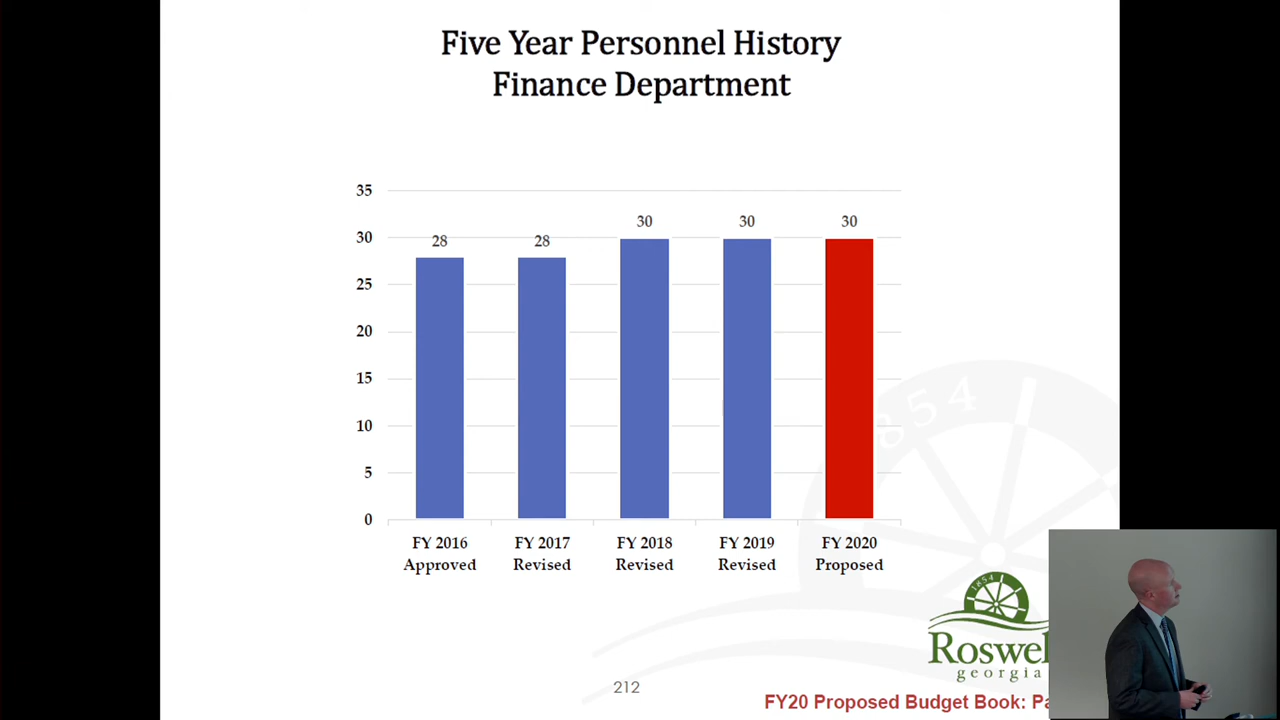 Five Year Personnel History
Finance Department
35
30
25
20
15
10
5
0
28
28
30
30
30
FY 2016
Approved
FY 2017
Revised
FY 2018
Revised
FY 2019
Revised
FY 2020
Proposed
1854
1854
georgia
212
FY20 Proposed Budget Book: